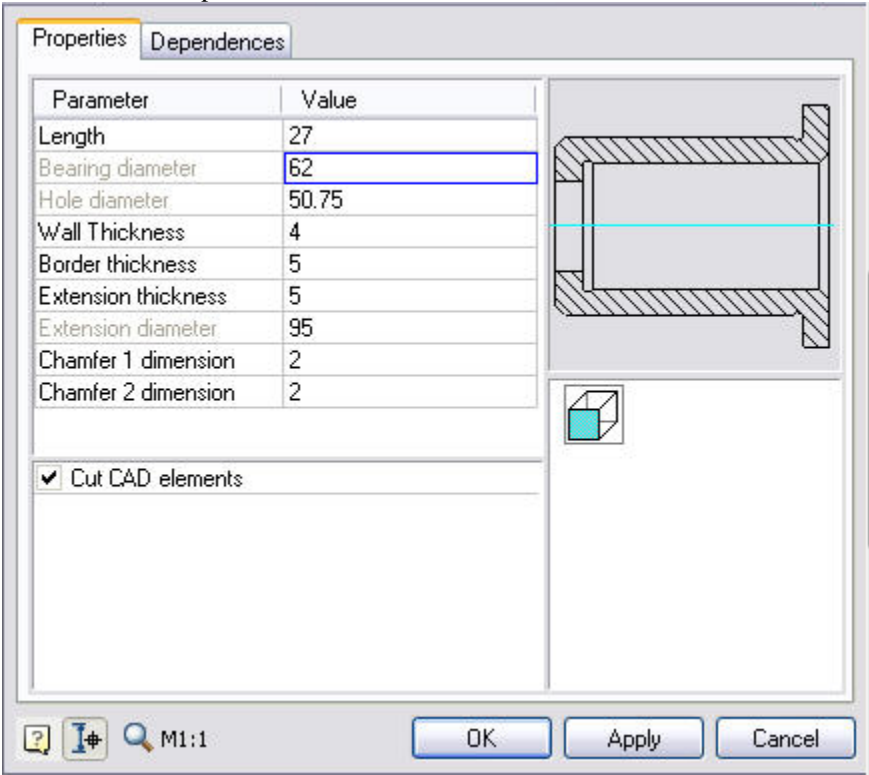 Properties Dependences
Parameter Value
Length 27
Bearing diameter 62
Hole diameter 50.75
Wall Thickness 4
Border thickness 5
Extension thickness 5
Extension diameter 95
Chamfer 1 dimension 2
Chamfer 2 dimension 2
Cut CAD elements
M1:1 OK Apply Cancel